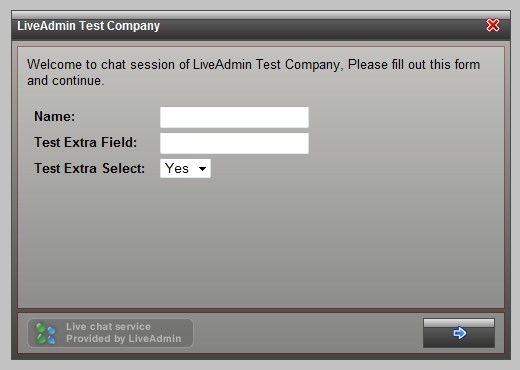 LiveAdmin Test Company
Welcome to chat session of LiveAdmin Test Company, Please fill out this form
and continue.
Name:
Test Extra Field:
Test Extra Select: Yes
Live chat service
Provided by LiveAdmin